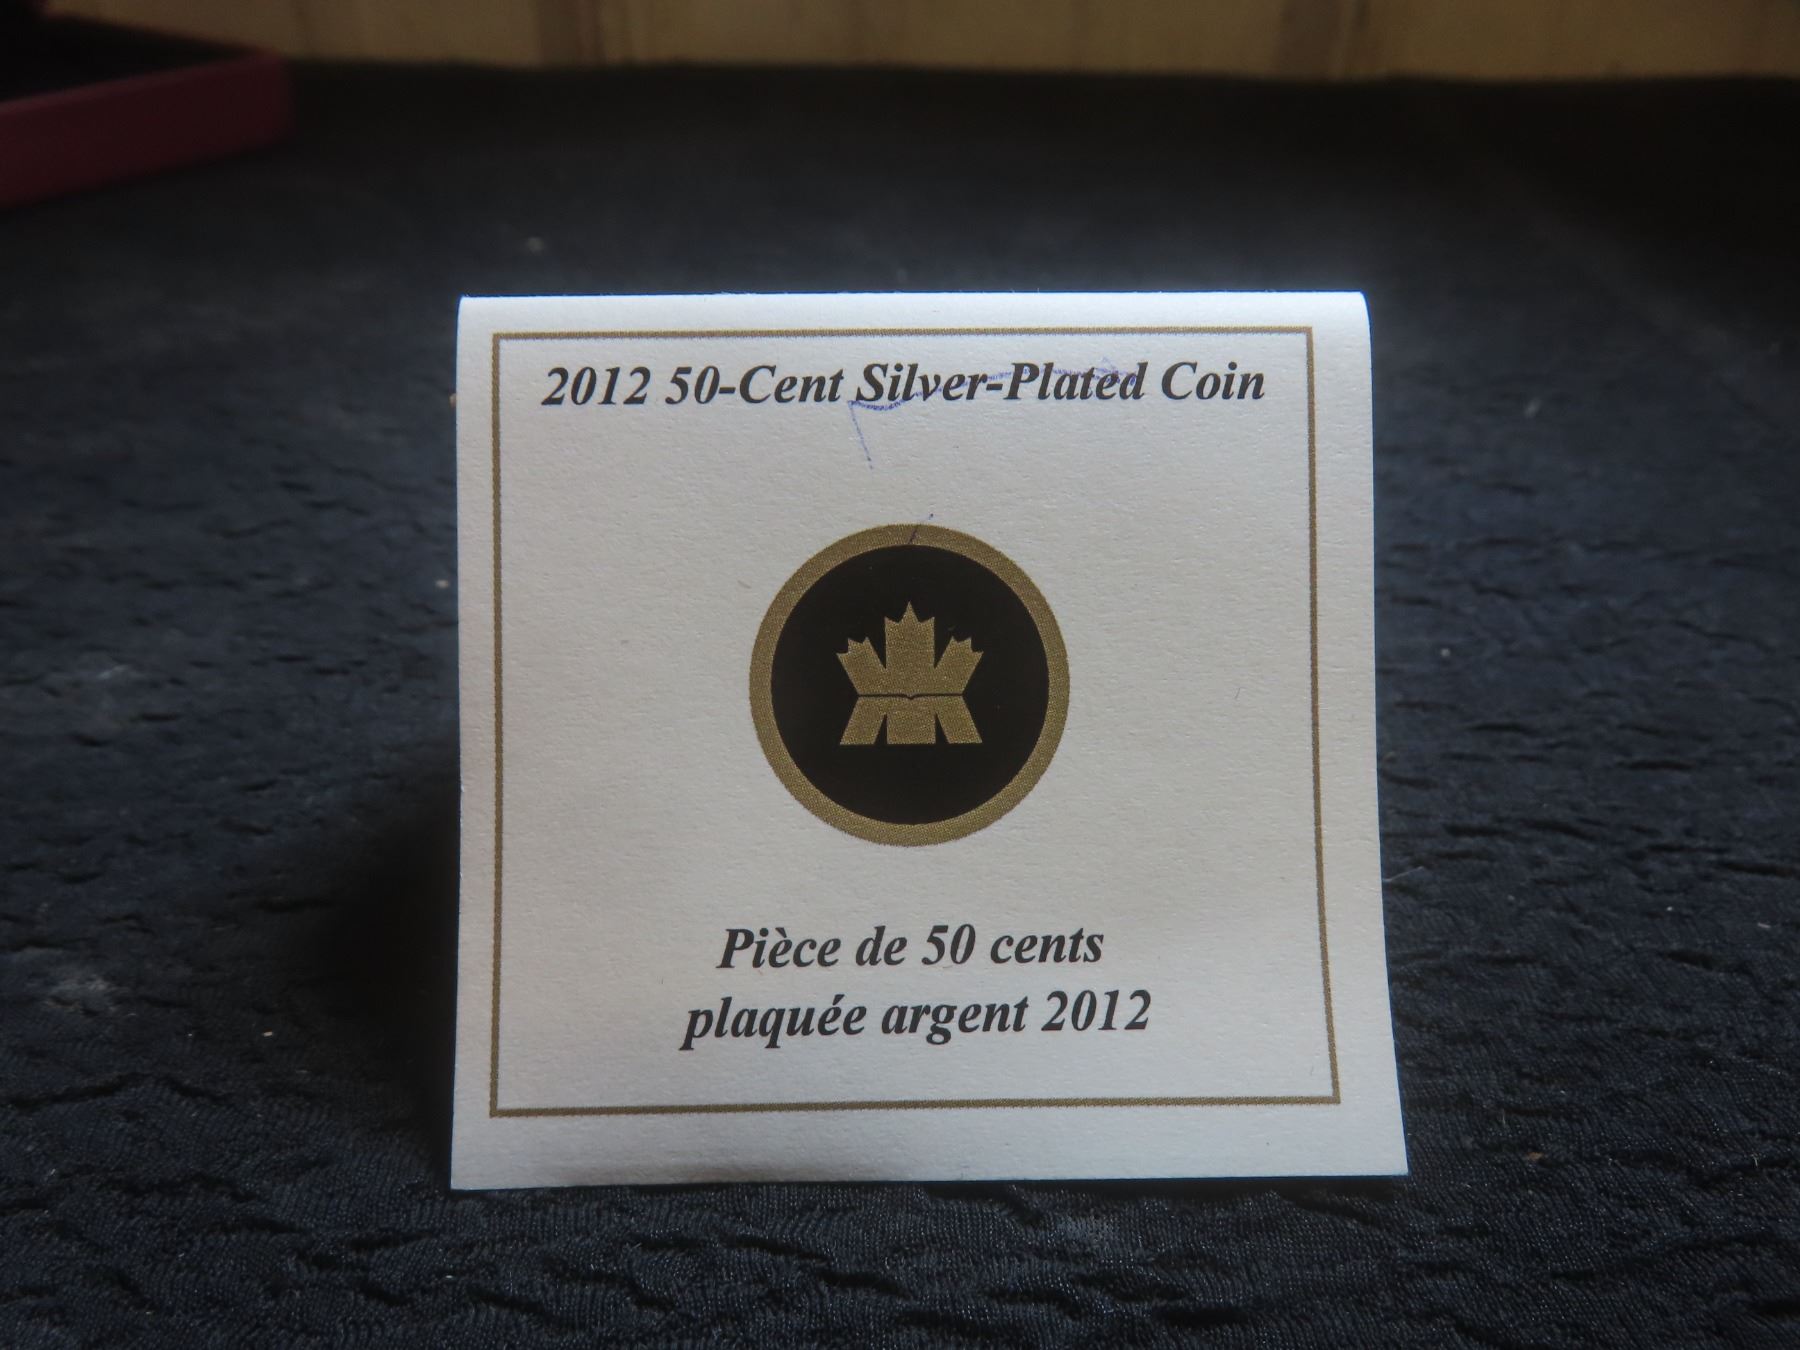 2012 50-Cent Silver-Plated Coin
Pièce de 50 cents
plaquée argent 2012